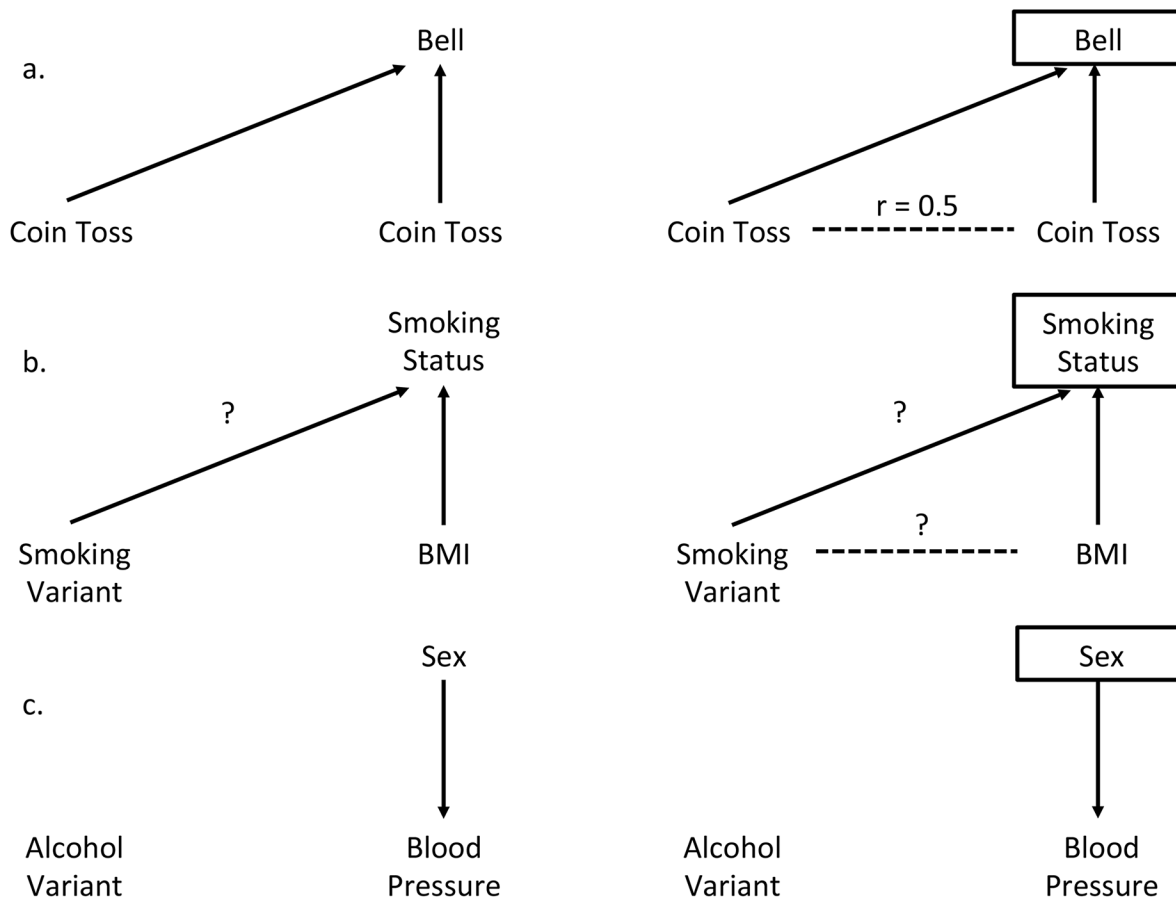 a.
Bell
Coin Toss
Coin Toss
Bell
r = 0.5
Coin Toss
Coin Toss
b.
Smoking
Status
?
Smoking
Variant
BMI
Smoking
Status
?
?
Smoking
Variant
BMI
c.
Sex
Alcohol
Variant
Blood
Pressure
Sex
Alcohol
Variant
Blood
Pressure